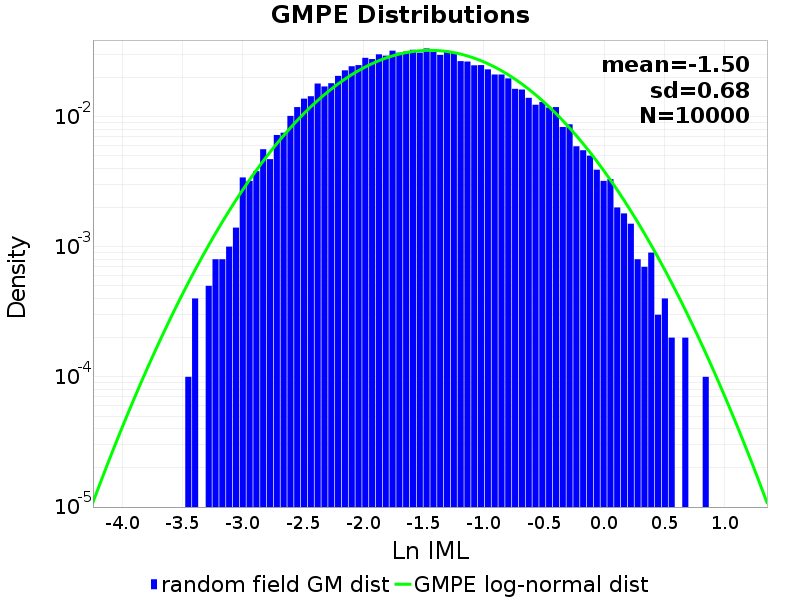 GMPE Distributions
mean=-1.50
sd=0.68
N=10000
10-2
10-3
10-4
10-5
Density
-4.0 -3.5 -3.0 -2.5 -2.0 -1.5 -1.0 -0.5 0.0 0.5 1.0
Ln IML
random field GM dist GMPE log-normal dist